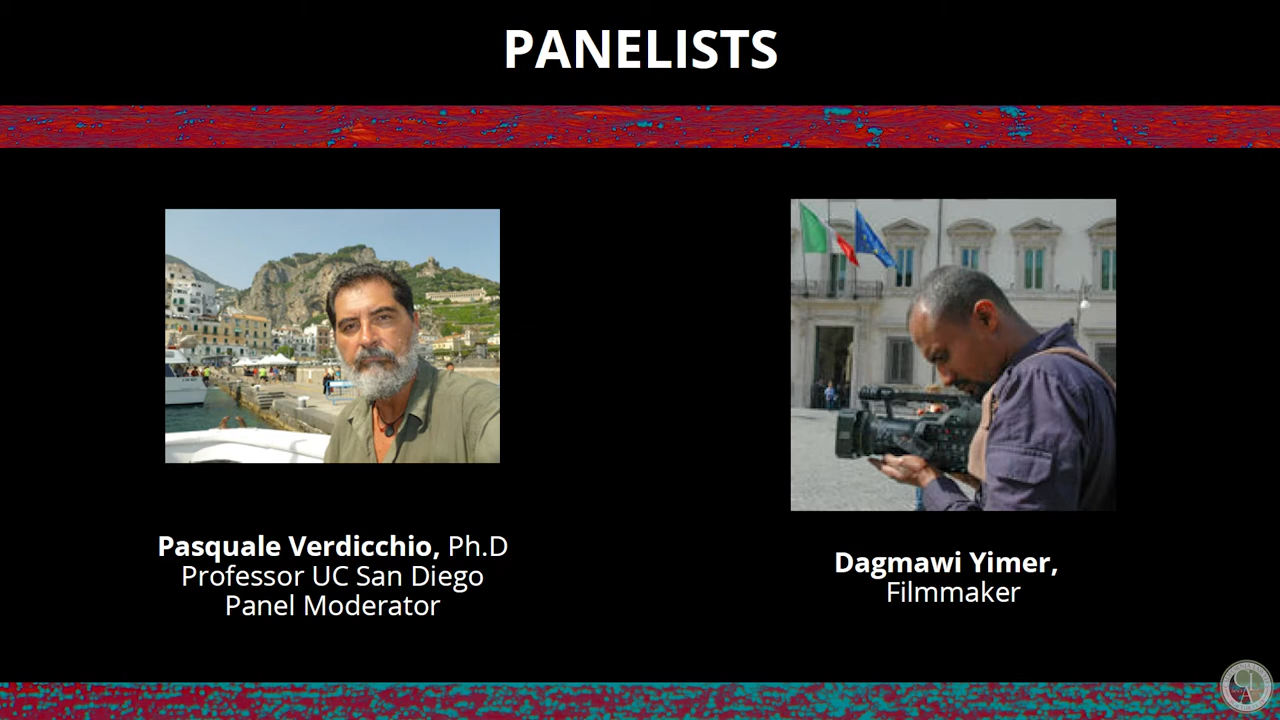 PANELISTS
Pasquale Verdicchio, Ph.D
Professor UC San Diego
Panel Moderator
Dagmawi Yimer,
Filmmaker